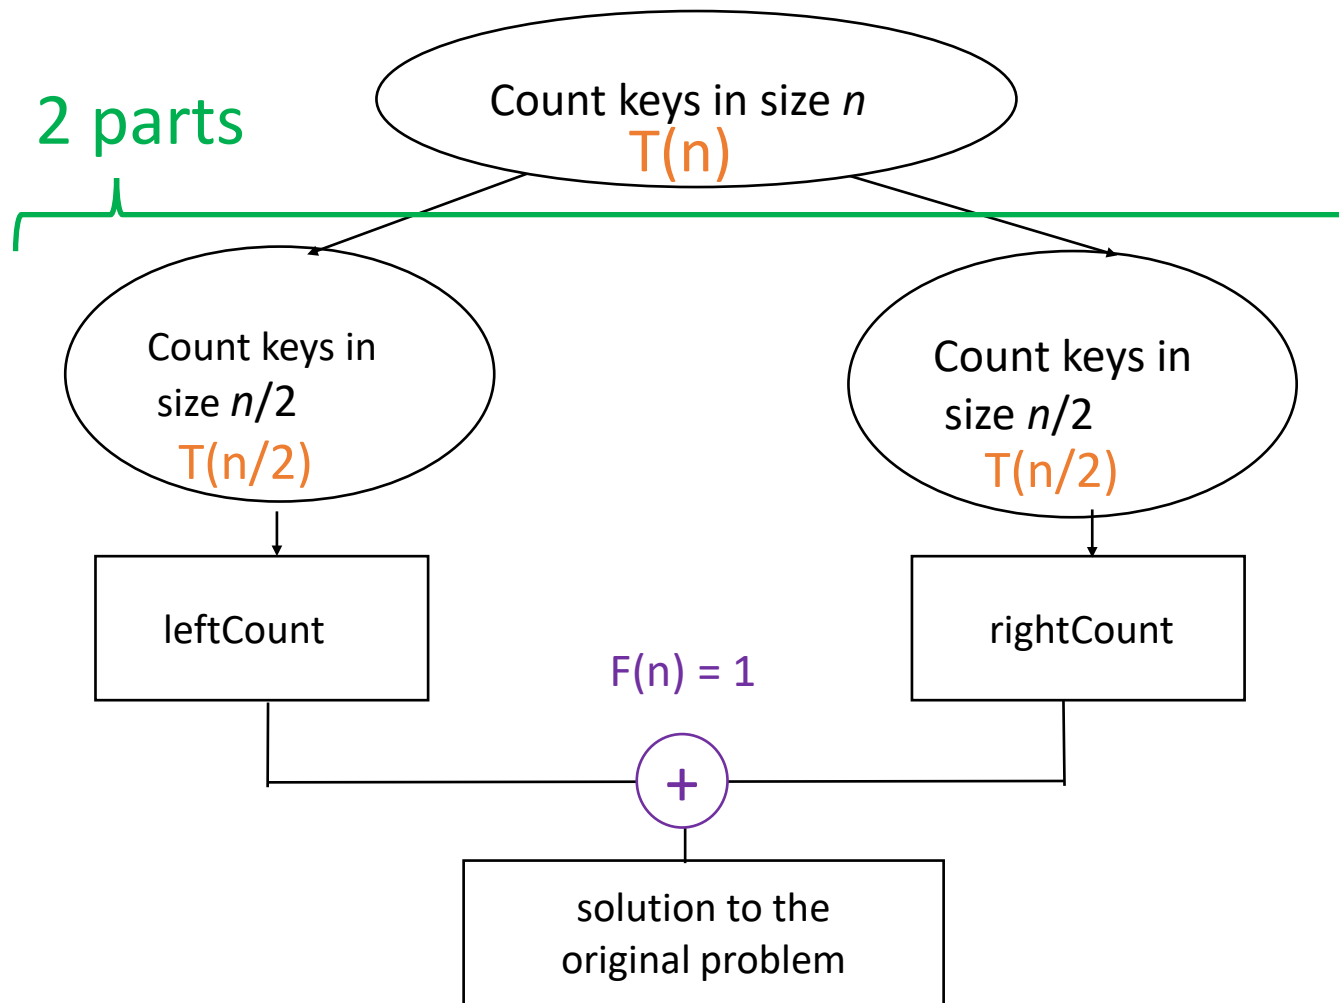 Count keys in size n
T(n)
2 parts
Count keys in
size n/2
T(n/2)
Count keys in
size n/2
T(n/2)
leftCount
rightCount
F(n) = 1
+
solution to the
original problem